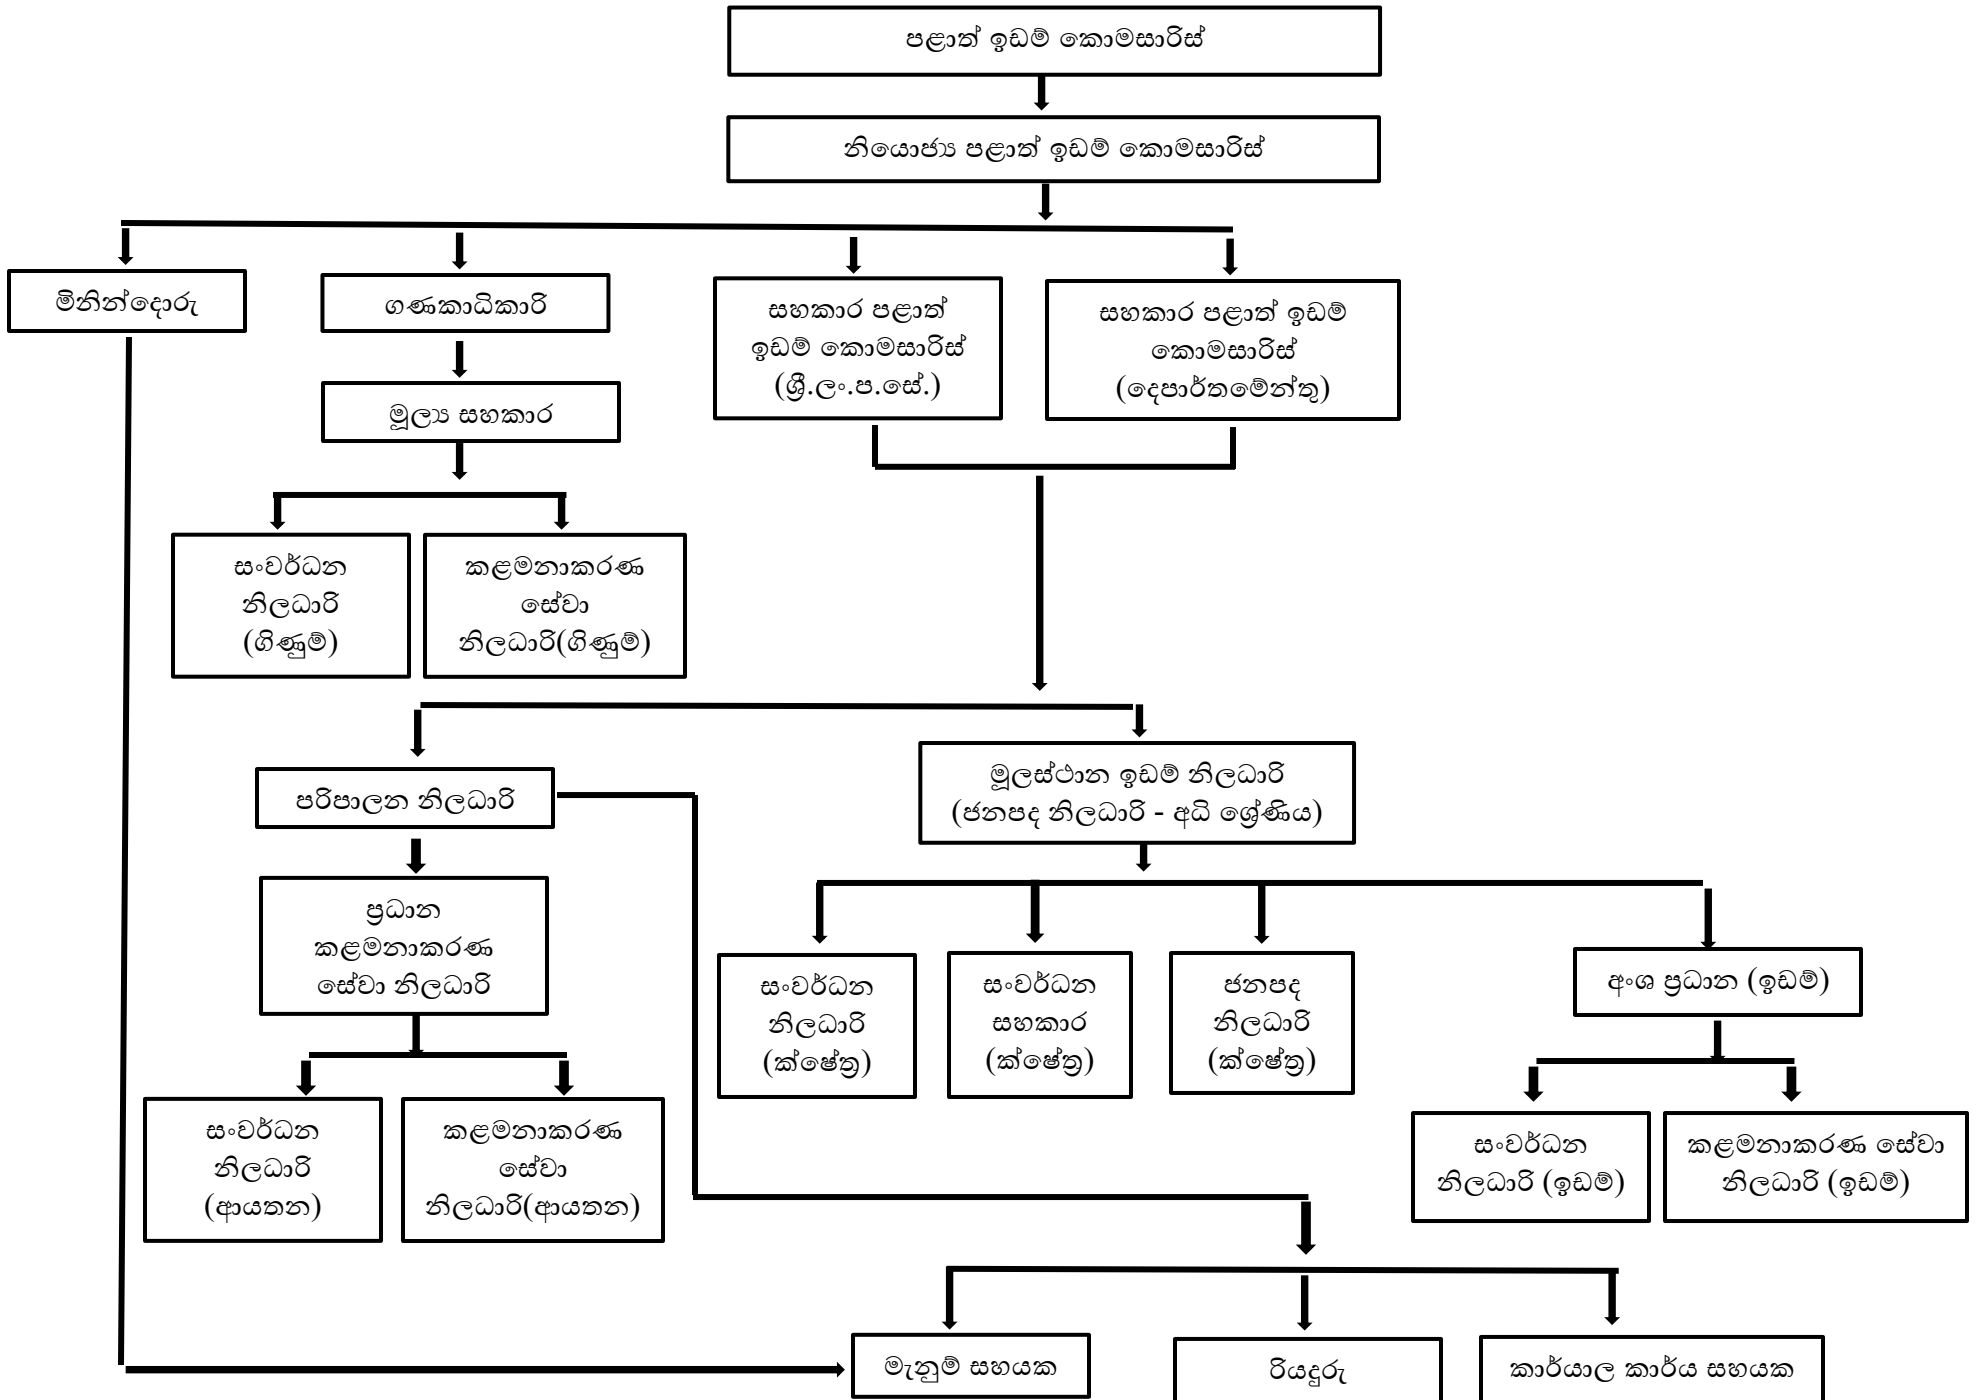 පළාත් ඉඩම් කොමසාරිස්
නියොජ්‍ය පළාත් ඉඩම් කොමසාරිස්
මිනින්දොරු
ගණකාධිකාරි
සහකාර පළාත්
ඉඩම් කොමසාරිස්
(ශ්‍රී.ලං.ප.සේ.)
සහකාර පළාත් ඉඩම්
කොමසාරිස්
(දෙපාර්තමේන්තු)
මූල්‍ය සහකාර
සංවර්ධන
නිලධාරි
(ගිණුම්)
කළමනාකරණ
සේවා
නිලධාරි(ගිණුම්)
පරිපාලන නිලධාරි
මූලස්ථාන ඉඩම් නිලධාරි
(ජනපද නිලධාරි - අධි ශ්‍රේණිය)
ප්‍රධාන
කළමනාකරණ
සේවා නිලධාරි
සංවර්ධන
නිලධාරි
(ක්ෂේත්‍ර)
සංවර්ධන
සහකාර
(ක්ෂේත්‍ර)
ජනපද
නිලධාරි
(ක්ෂේත්‍ර)
අංශ ප්‍රධාන (ඉඩම්)
සංවර්ධන
නිලධාරි
(ආයතන)
කළමනාකරණ
සේවා
නිලධාරි(ආයතන)
සංවර්ධන
නිලධාරි (ඉඩම්)
කළමනාකරණ සේවා
නිලධාරි (ඉඩම්)
මැනුම් සහයක
රියදුරු
කාර්යාල කාර්ය සහයක